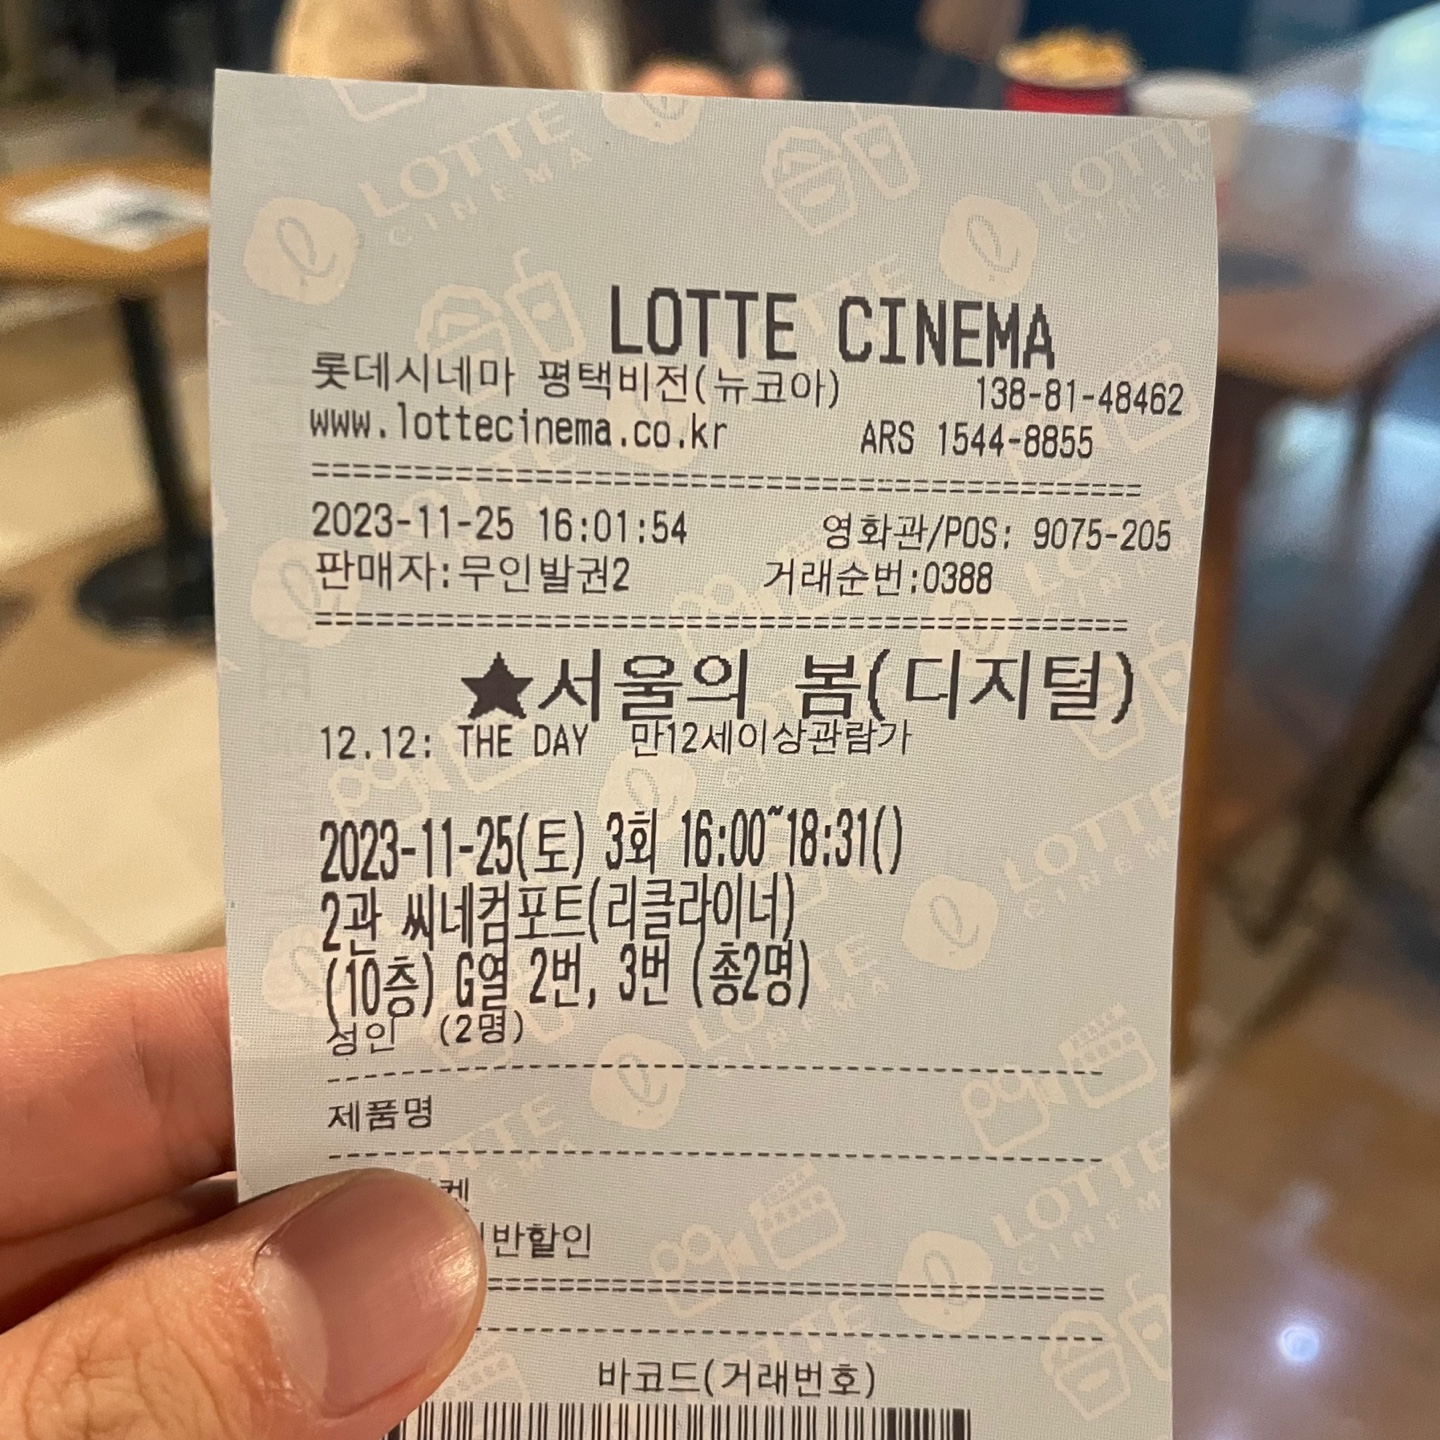 LOTTE CINEMA
롯데시네마 평택비전(뉴코아) 138-81-48462
www.lottecinema.co.kr ARS 1544-8855
2023-11-25 16:01:54 영화관/POS: 9075-205
판매자:무인발권2 거래순번:0388
★서울의 봄(디지털)
12.12: THE DAY 만12세이상관람가
2023-11-25(토) 3회 16:00~18:31()
2관 씨네컴포트(리클라이너)
(10층) G열 2번, 3번 (총2명)
성인 (2명)
제품명
켓
반할인
바코드(거래번호)